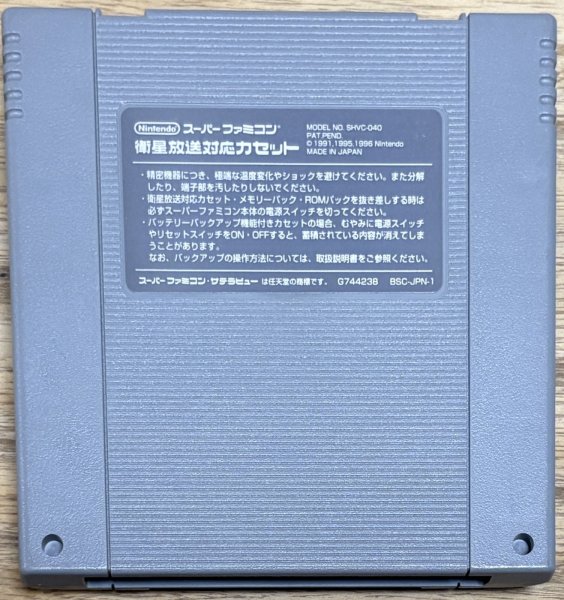 Nintendo スーパーファミコン® MODEL NO. SHVC-040
PAT.PEND.
衛星放送対応カセット © 1991,1995,1996 Nintendo
MADE IN JAPAN
・精密機器につき、極端な温度変化やショックを避けてください。また分解
したり、端子部を汚したりしないでください。
・衛星放送対応カセット・メモリーパック・ROMパックを抜き差しする時は
必ずスーパーファミコン本体の電源スイッチを切ってください。
・バッテリーバックアップ機能付きカセットの場合、むやみに電源スイッチ
やリセットスイッチをON・OFFすると、蓄積されている内容が消えてしま
うことがあります。
なお、バックアップの操作方法については、取扱説明書をご参照ください。
スーパーファミコン・サテラビュー は任天堂の商標です。 G744238 BSC-JPN-1